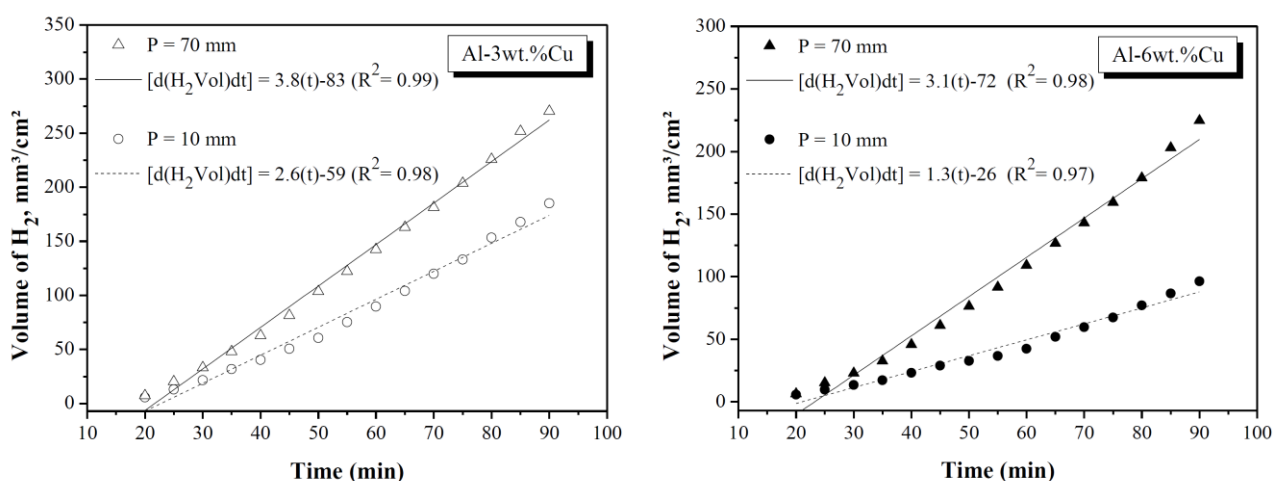 350
300
250
200
150
100
50
0
Volume of H₂, mm³/cm²
P = 70 mm
[d(H₂Vol)dt] = 3.8(t)-83 (R²= 0.99)
P = 10 mm
[d(H₂Vol)dt] = 2.6(t)-59 (R²= 0.98)
Al-3wt.%Cu
10 20 30 40 50 60 70 80 90 100
Time (min)
300
250
200
150
100
50
0
Volume of H₂, mm³/cm²
P = 70 mm
[d(H₂Vol)dt] = 3.1(t)-72 (R²= 0.98)
P = 10 mm
[d(H₂Vol)dt] = 1.3(t)-26 (R²= 0.97)
Al-6wt.%Cu
10 20 30 40 50 60 70 80 90 100
Time (min)